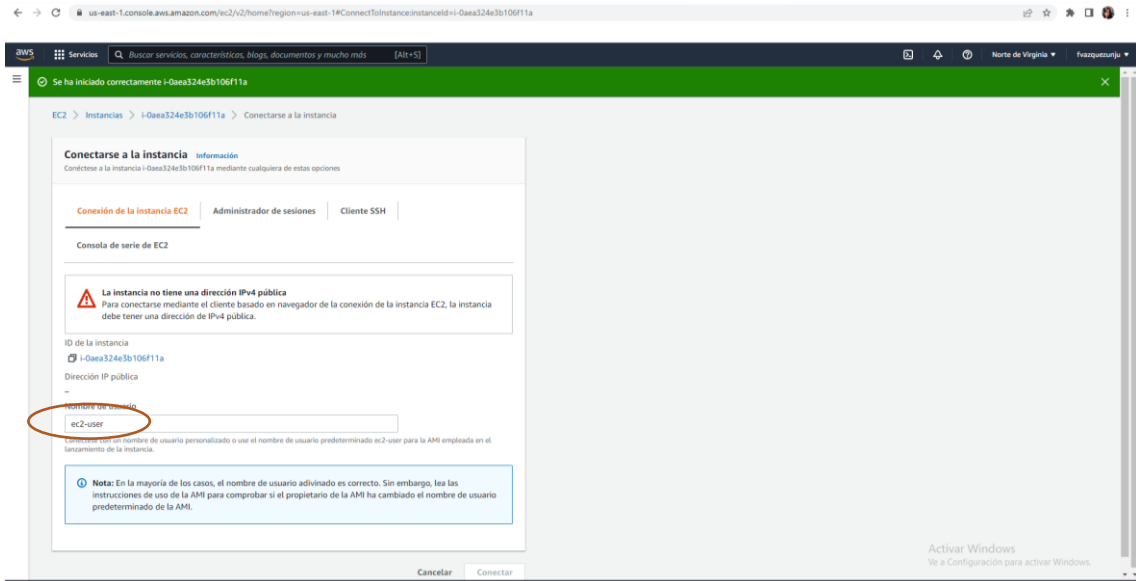 us-east-1.console.aws.amazon.com/ec2/v2/home?region=us-east-1#ConnectToInstance:instanceId=i-0aea324e3b106f11a
aws
Servicios
Buscar servicios, características, blogs, documentos y mucho más [Alt+S]
Norte de Virginia
fvazquezunju
Se ha iniciado correctamente i-0aea324e3b106f11a
EC2 > Instancias > i-0aea324e3b106f11a > Conectarse a la instancia
Conectarse a la instancia Información
Conéctese a la instancia i-0aea324e3b106f11a mediante cualquiera de estas opciones
Conexión de la instancia EC2
Administrador de sesiones
Cliente SSH
Consola de serie de EC2
La instancia no tiene una dirección IPv4 pública
Para conectarse mediante el cliente basado en navegador de la conexión de la instancia EC2, la instancia
debe tener una dirección de IPv4 pública.
ID de la instancia
i-0aea324e3b106f11a
Dirección IP pública
–
Nombre de usuario
ec2-user
Conéctese con un nombre de usuario personalizado o use el nombre de usuario predeterminado ec2-user para la AMI empleada en el
lanzamiento de la instancia.
Nota: En la mayoría de los casos, el nombre de usuario adivinado es correcto. Sin embargo, lea las
instrucciones de uso de la AMI para comprobar si el propietario de la AMI ha cambiado el nombre de usuario
predeterminado de la AMI.
Cancelar
Conectar
Activar Windows
Ve a Configuración para activar Windows.